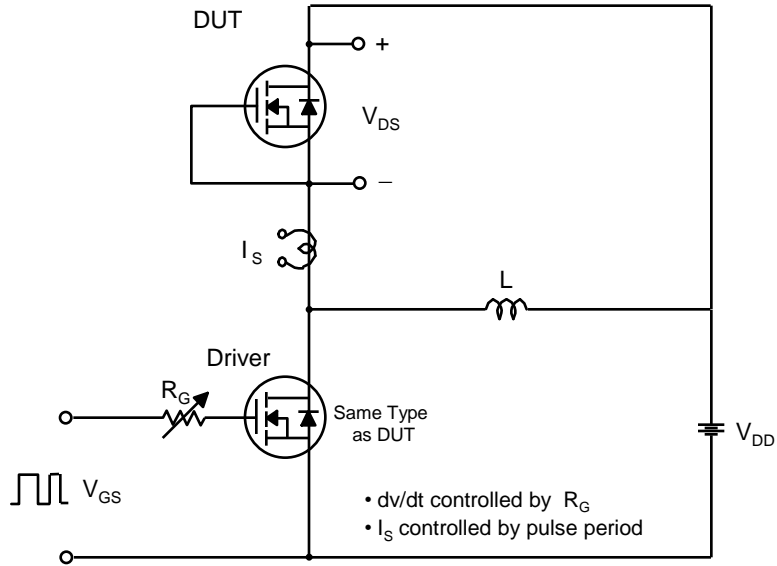 DUT
+
V_DS
–
I_S
L
Driver
R_G
Same Type
as DUT
V_DD
V_GS
• dv/dt controlled by R_G
• I_S controlled by pulse period